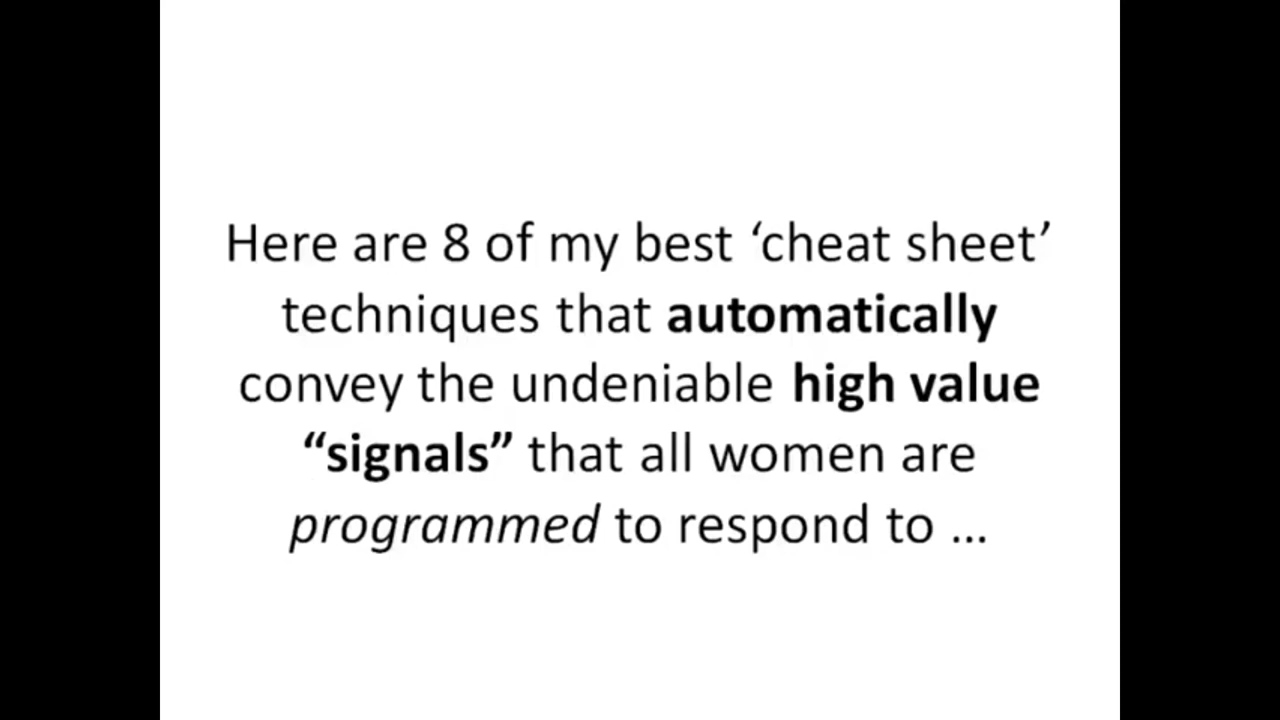 Here are 8 of my best ‘cheat sheet’
techniques that automatically
convey the undeniable high value
“signals” that all women are
programmed to respond to ...